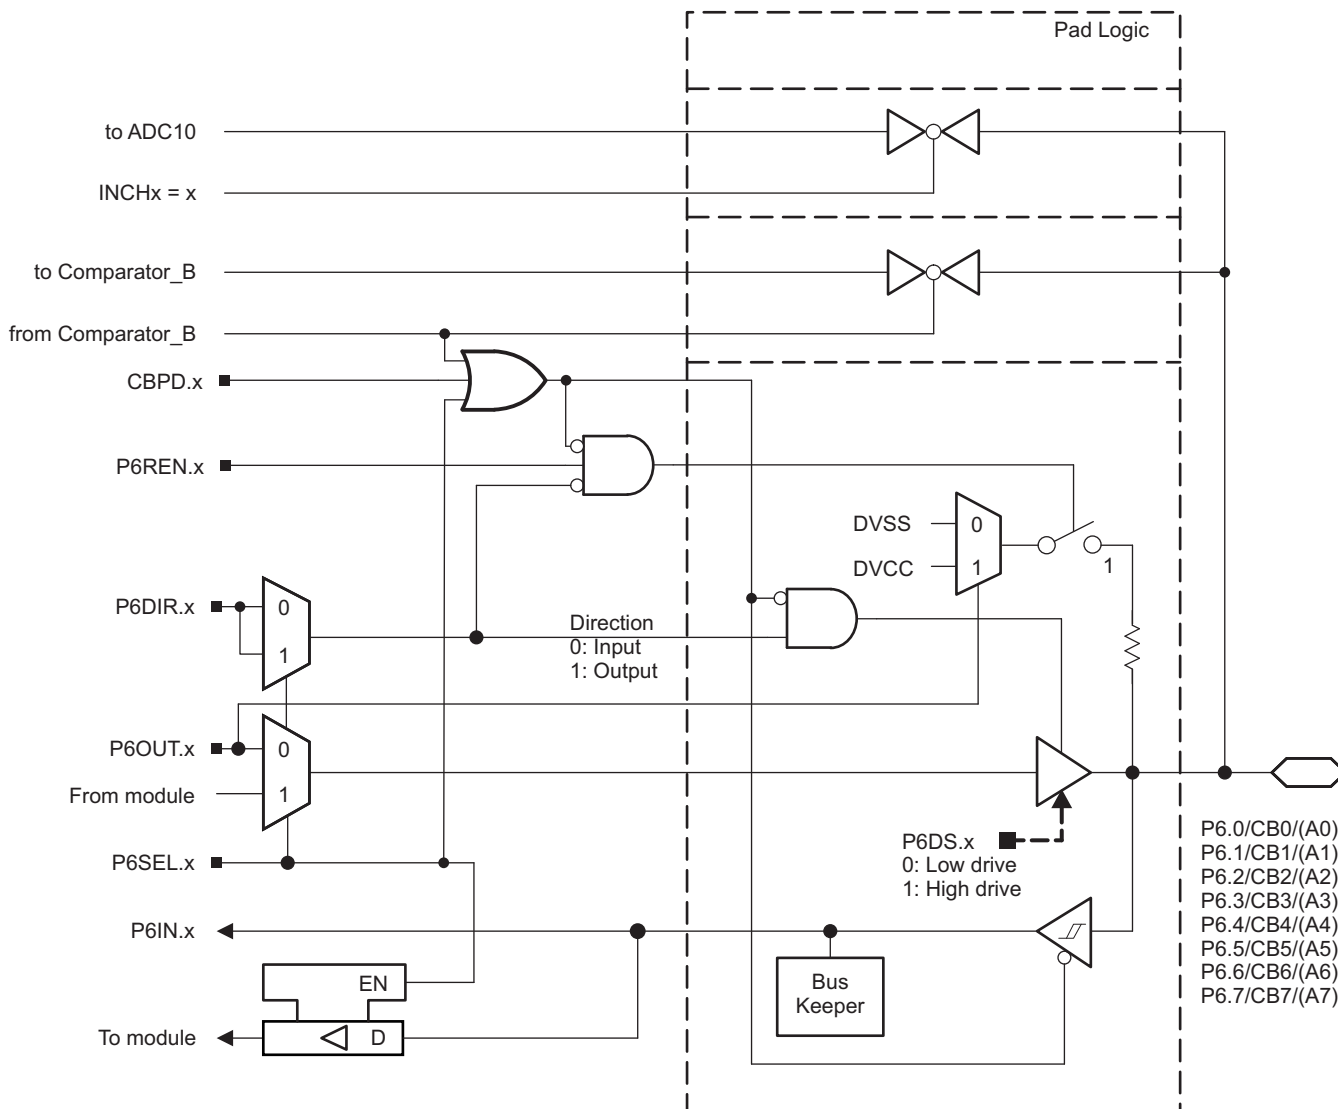 Pad Logic
to ADC10
INCHx = x
to Comparator_B
from Comparator_B
CBPD.x
P6REN.x
DVSS
0
DVCC
1
1
P6DIR.x
0
1
Direction
0: Input
1: Output
P6OUT.x
0
From module
1
P6SEL.x
P6DS.x
0: Low drive
1: High drive
P6.0/CB0/(A0)
P6.1/CB1/(A1)
P6.2/CB2/(A2)
P6.3/CB3/(A3)
P6.4/CB4/(A4)
P6.5/CB5/(A5)
P6.6/CB6/(A6)
P6.7/CB7/(A7)
P6IN.x
Bus
Keeper
EN
To module
D